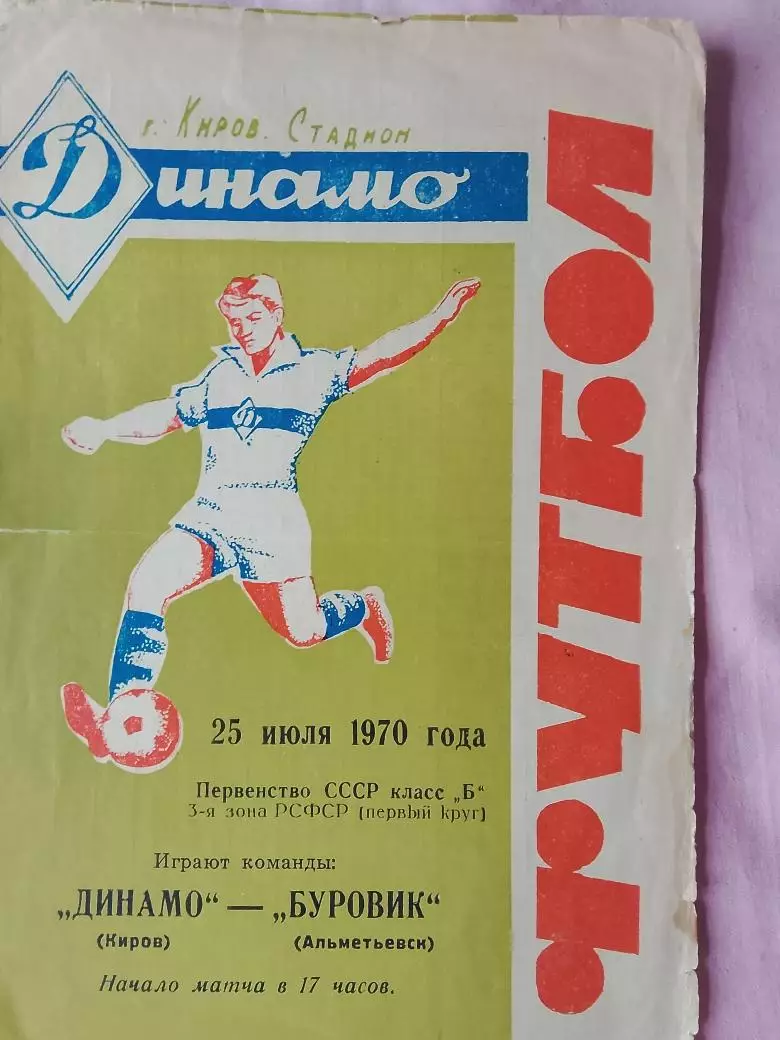 г. Киров. Стадион
Динамо
ФУТБОЛ
Д
25 июля 1970 года
Первенство СССР класс „Б“
3-я зона РСФСР (первый круг)
Играют команды:
„ДИНАМО“ — „БУРОВИК“
(Киров) (Альметьевск)
Начало матча в 17 часов.